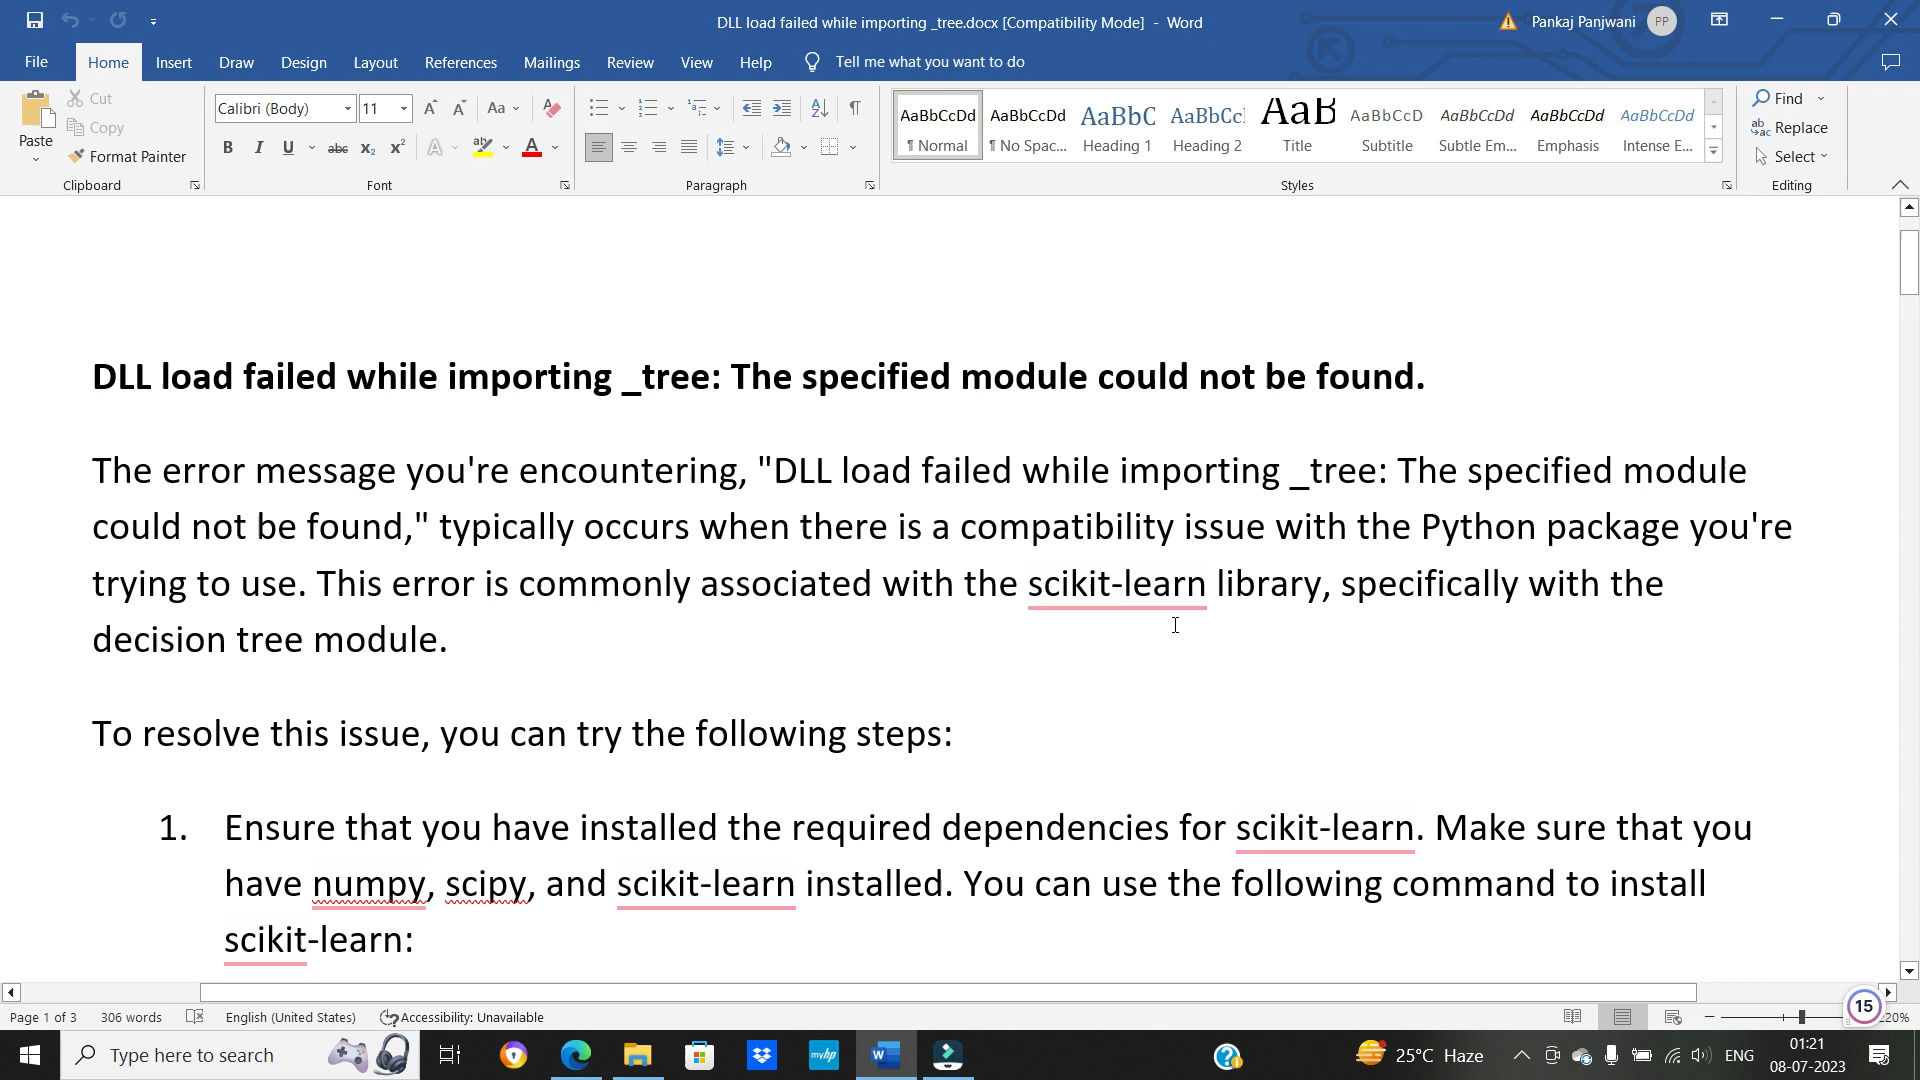 DLL load failed while importing _tree.docx [Compatibility Mode] - Word
Pankaj Panjwani PP
File Home Insert Draw Design Layout References Mailings Review View Help Tell me what you want to do
Paste
Cut
Copy
Format Painter
Clipboard
Calibri (Body) 11 Aa
B I U abc x₂ x² A A
Font
Paragraph
AaBbCcDd AaBbCcDd AaBbC AaBbCc AaB AaBbCcD AaBbCcDd AaBbCcDd AaBbCcDd
¶ Normal ¶ No Spac... Heading 1 Heading 2 Title Subtitle Subtle Em... Emphasis Intense E...
Styles
Find
Replace
Select
Editing
DLL load failed while importing _tree: The specified module could not be found.
The error message you're encountering, "DLL load failed while importing _tree: The specified module
could not be found," typically occurs when there is a compatibility issue with the Python package you're
trying to use. This error is commonly associated with the scikit-learn library, specifically with the
decision tree module.
To resolve this issue, you can try the following steps:
1. Ensure that you have installed the required dependencies for scikit-learn. Make sure that you
have numpy, scipy, and scikit-learn installed. You can use the following command to install
scikit-learn:
Page 1 of 3 306 words English (United States) Accessibility: Unavailable
15
Type here to search
myhp
W
25°C Haze
ENG
01:21
08-07-2023